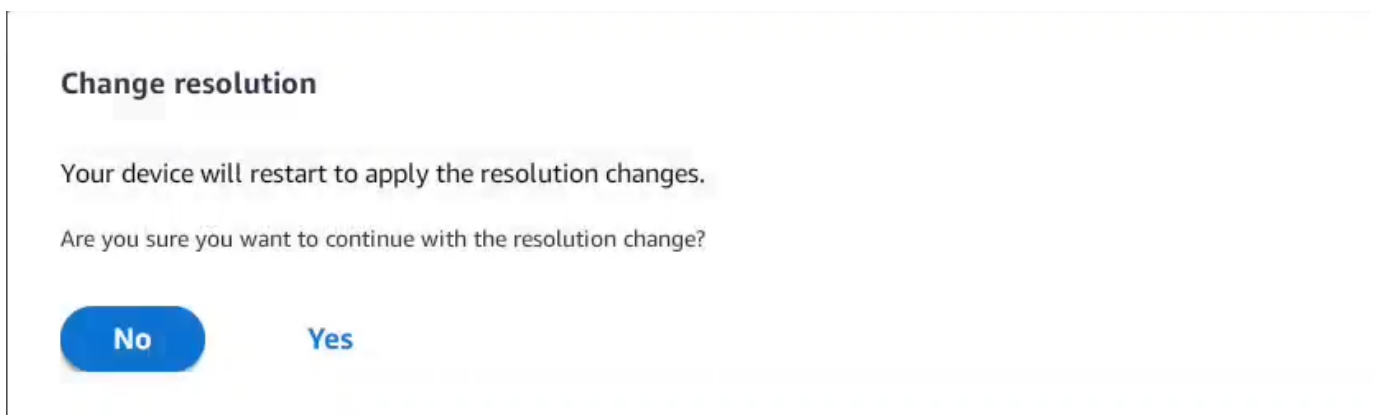 Change resolution
Your device will restart to apply the resolution changes.
Are you sure you want to continue with the resolution change?
No Yes